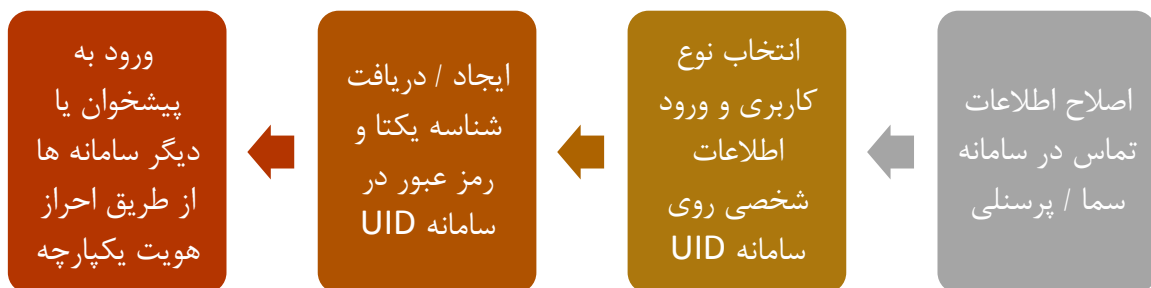 اصلاح اطلاعات
تماس در سامانه
سما / پرسنلی
انتخاب نوع
کاربری و ورود
اطلاعات
شخصی روی
سامانه UID
ایجاد / دریافت
شناسه یکتا و
رمز عبور در
سامانه UID
ورود به
پیشخوان یا
دیگر سامانه ها
از طریق احراز
هویت یکپارچه